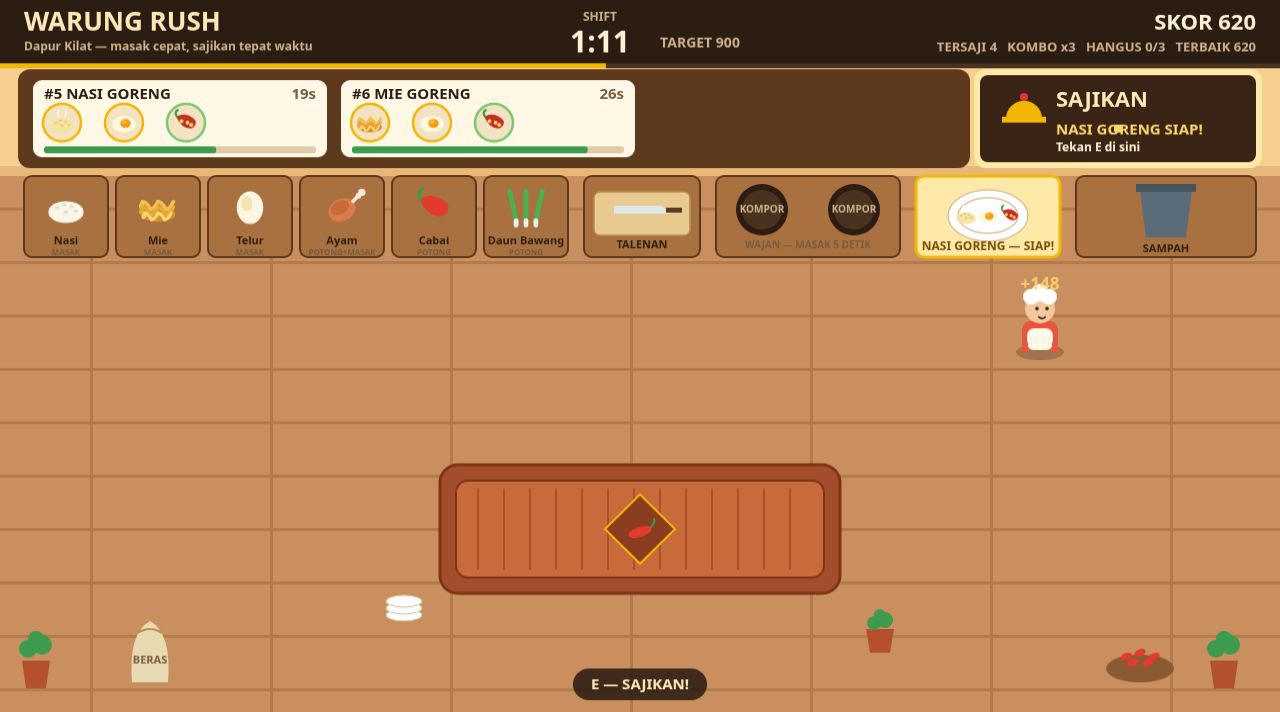 WARUNG RUSH
Dapur Kilat — masak cepat, sajikan tepat waktu
SHIFT
1:11
TARGET 900
SKOR 620
TERSAJI 4 KOMBO x3 HANGUS 0/3 TERBAIK 620
#5 NASI GORENG
19s
#6 MIE GORENG
26s
SAJIKAN
NASI GORENG SIAP!
Tekan E di sini
Nasi
MASAK
Mie
MASAK
Telur
MASAK
Ayam
POTONG+MASAK
Cabai
POTONG
Daun Bawang
POTONG
TALENAN
KOMPOR
KOMPOR
WAJAN — MASAK 5 DETIK
NASI GORENG — SIAP!
SAMPAH
+148
BERAS
E — SAJIKAN!